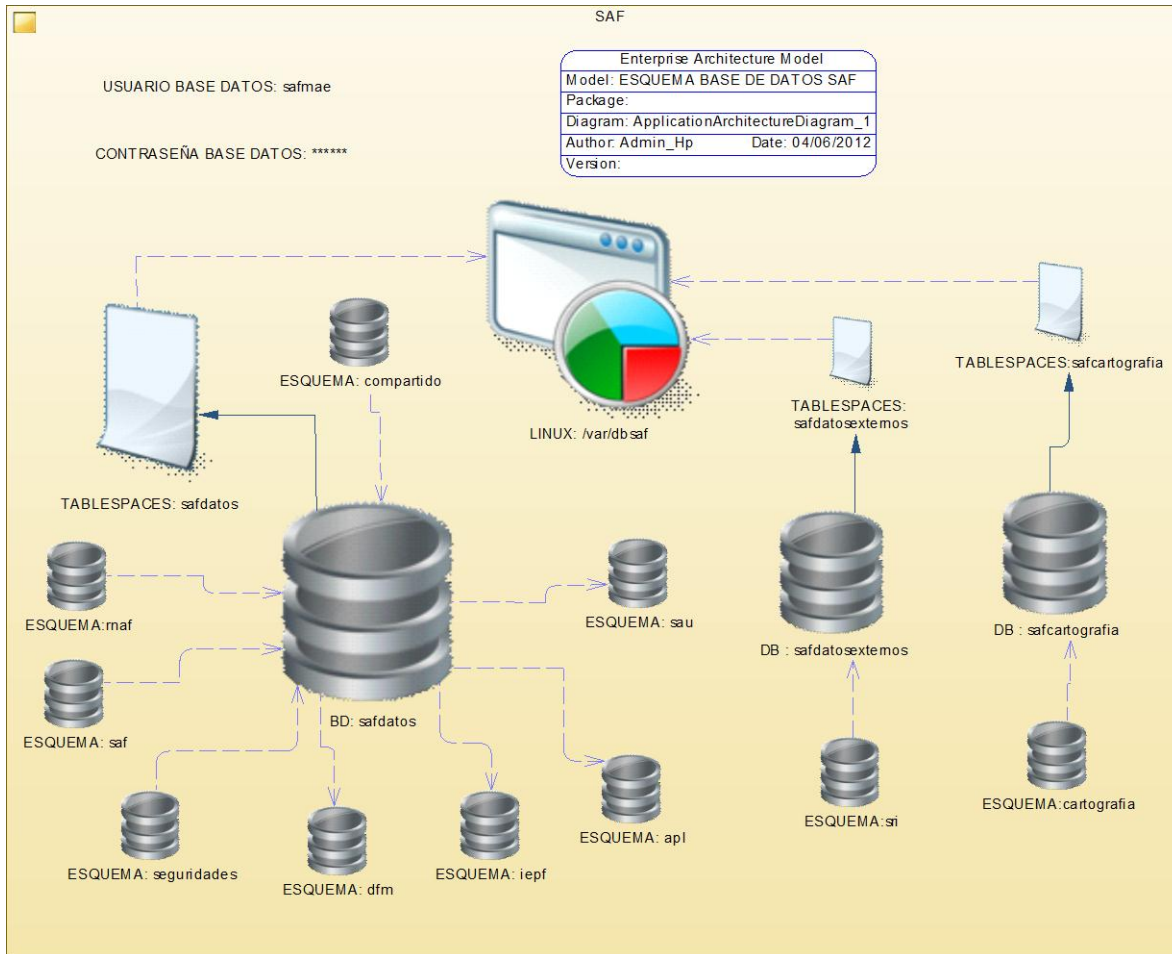 SAF
USUARIO BASE DATOS: safmae
CONTRASEÑA BASE DATOS: ******
Enterprise Architecture Model
Model: ESQUEMA BASE DE DATOS SAF
Package:
Diagram: ApplicationArchitectureDiagram_1
Author: Admin_Hp Date: 04/06/2012
Version:
ESQUEMA: compartido
LINUX: /var/dbsaf
TABLESPACES:
safdatosexternos
TABLESPACES:safcartografia
TABLESPACES: safdatos
ESQUEMA:rnaf
ESQUEMA: sau
DB : safdatosexternos
DB : safcartografia
ESQUEMA: saf
BD: safdatos
ESQUEMA: seguridades
ESQUEMA: dfm
ESQUEMA: iepf
ESQUEMA: apl
ESQUEMA:sri
ESQUEMA:cartografia